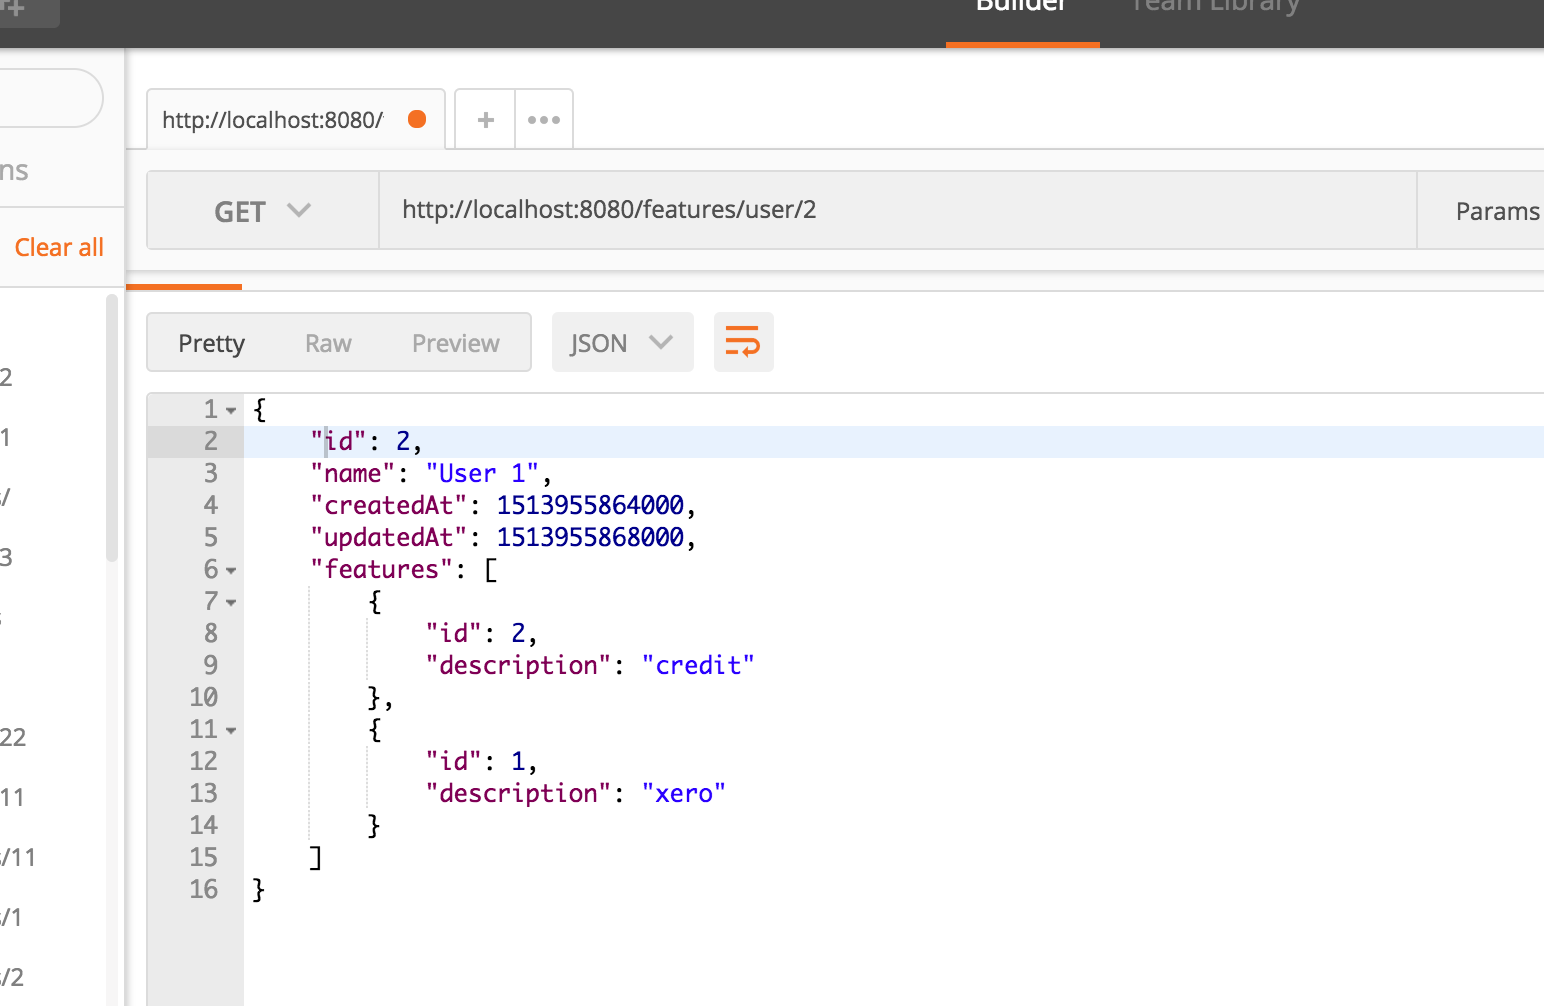 Builder
Team Library
http://localhost:8080/
+
GET
http://localhost:8080/features/user/2
Params
ns
Clear all
Pretty
Raw
Preview
JSON
2
1
/
3
22
11
/11
/1
/2
1 {
2 "id": 2,
3 "name": "User 1",
4 "createdAt": 1513955864000,
5 "updatedAt": 1513955868000,
6 "features": [
7 {
8 "id": 2,
9 "description": "credit"
10 },
11 {
12 "id": 1,
13 "description": "xero"
14 }
15 ]
16 }